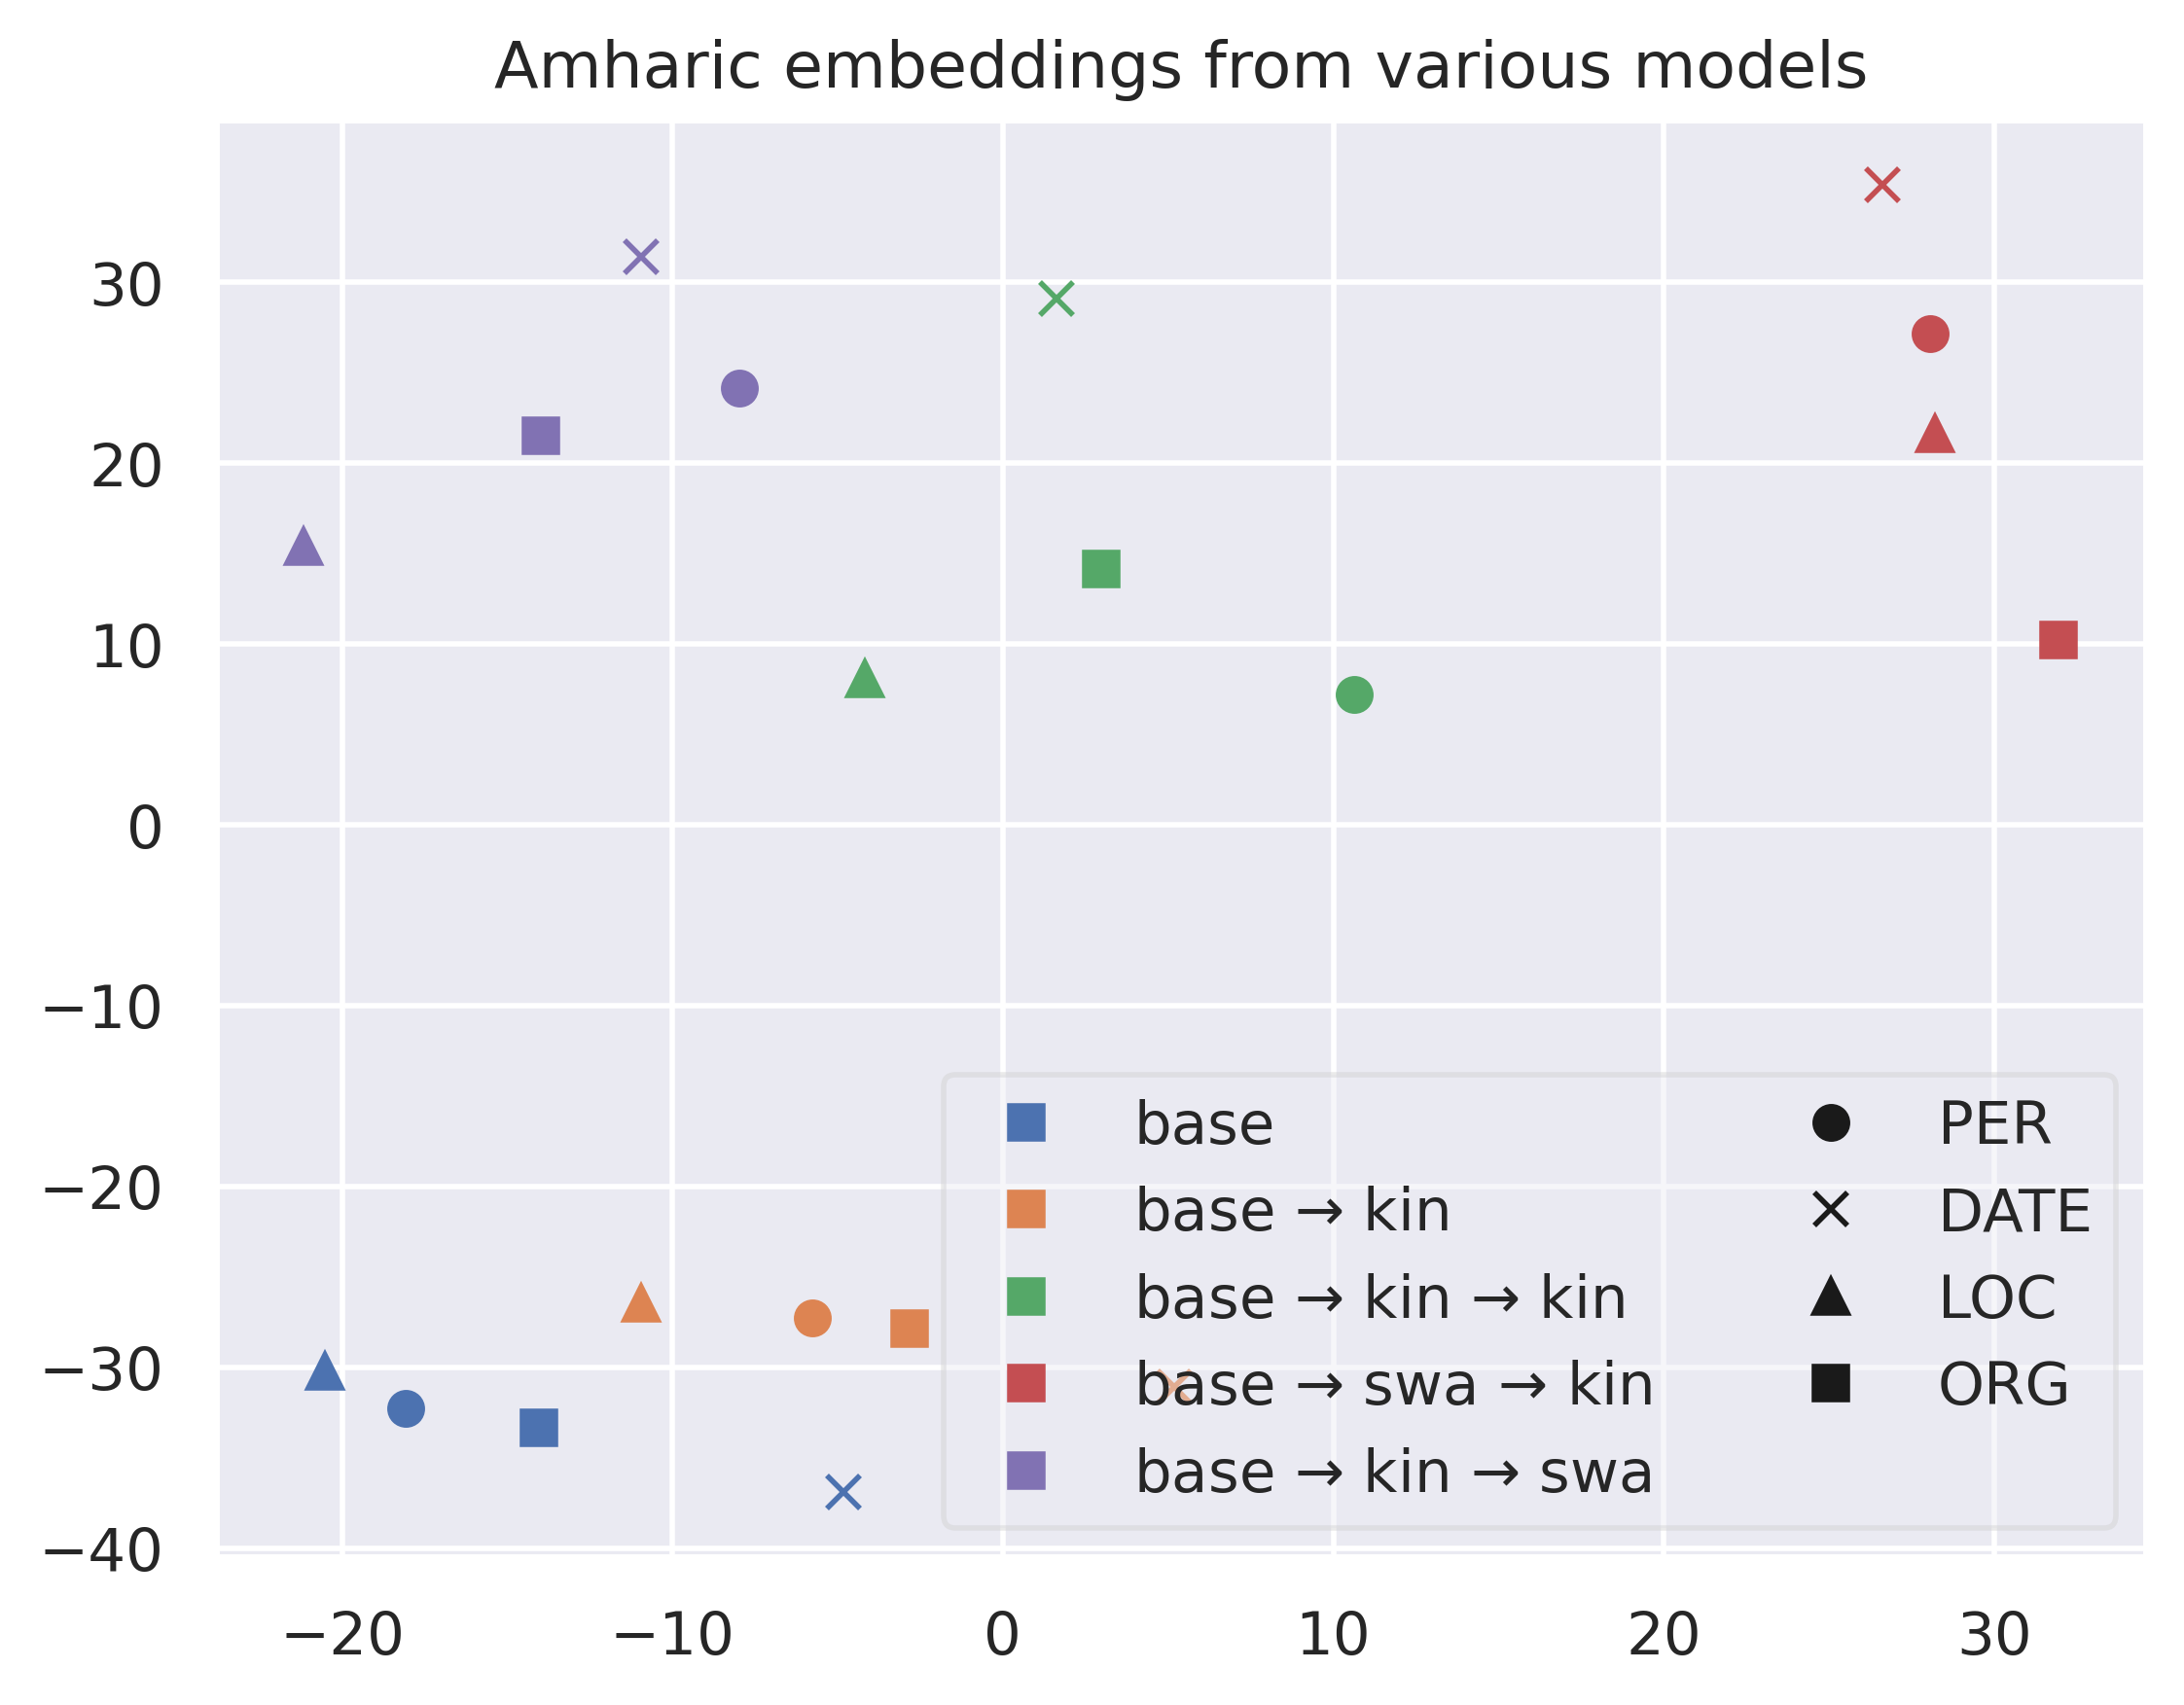 Amharic embeddings from various models
30
20
10
0
−10
−20
−30
−40
−20 −10 0 10 20 30
base
base → kin
base → kin → kin
base → swa → kin
base → kin → swa
PER
DATE
LOC
ORG